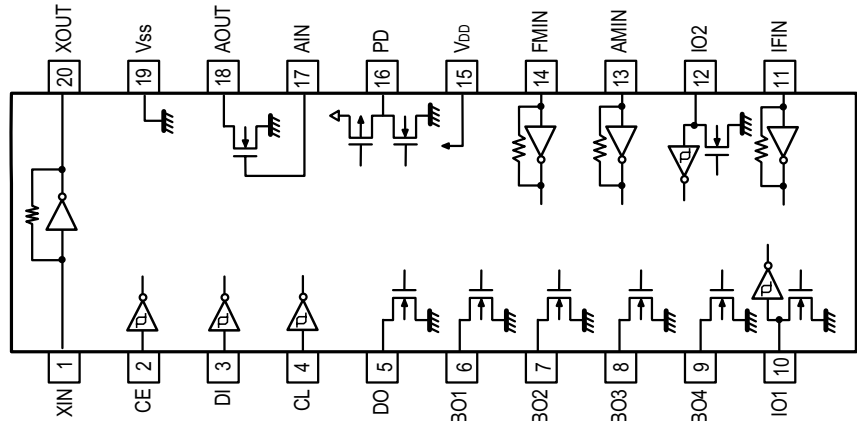 XOUT
Vss
AOUT
AIN
PD
VDD
FMIN
AMIN
IO2
IFIN
20
19
18
17
16
15
14
13
12
11
1
2
3
4
5
6
7
8
9
10
XIN
CE
DI
CL
DO
BO1
BO2
BO3
BO4
IO1